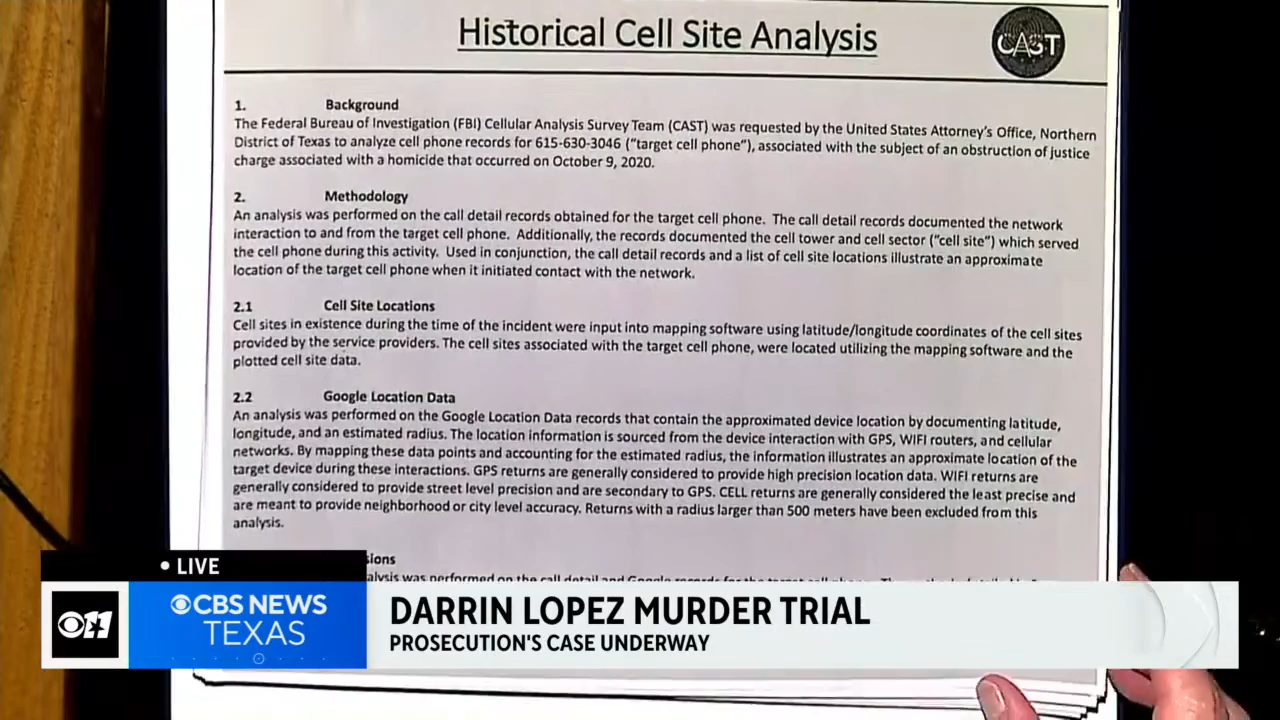 Historical Cell Site Analysis
CAST
1. Background
The Federal Bureau of Investigation (FBI) Cellular Analysis Survey Team (CAST) was requested by the United States Attorney's Office, Northern
District of Texas to analyze cell phone records for 615-630-3046 ("target cell phone"), associated with the subject of an obstruction of justice
charge associated with a homicide that occurred on October 9, 2020.
2. Methodology
An analysis was performed on the call detail records obtained for the target cell phone. The call detail records documented the network
interaction to and from the target cell phone. Additionally, the records documented the cell tower and cell sector ("cell site") which served
the cell phone during this activity. Used in conjunction, the call detail records and a list of cell site locations illustrate an approximate
location of the target cell phone when it initiated contact with the network.
2.1 Cell Site Locations
Cell sites in existence during the time of the incident were input into mapping software using latitude/longitude coordinates of the cell sites
provided by the service providers. The cell sites associated with the target cell phone, were located utilizing the mapping software and the
plotted cell site data.
2.2 Google Location Data
An analysis was performed on the Google Location Data records that contain the approximated device location by documenting latitude,
longitude, and an estimated radius. The location information is sourced from the device interaction with GPS, WIFI routers, and cellular
networks. By mapping these data points and accounting for the estimated radius, the information illustrates an approximate location of the
target device during these interactions. GPS returns are generally considered to provide high precision location data. WIFI returns are
generally considered to provide street level precision and are secondary to GPS. CELL returns are generally considered the least precise and
are meant to provide neighborhood or city level accuracy. Returns with a radius larger than 500 meters have been excluded from this
analysis.
sions
alysis was performed on the call detail and Google records for the target cell phone.
LIVE
CBS NEWS
TEXAS
11
DARRIN LOPEZ MURDER TRIAL
PROSECUTION'S CASE UNDERWAY